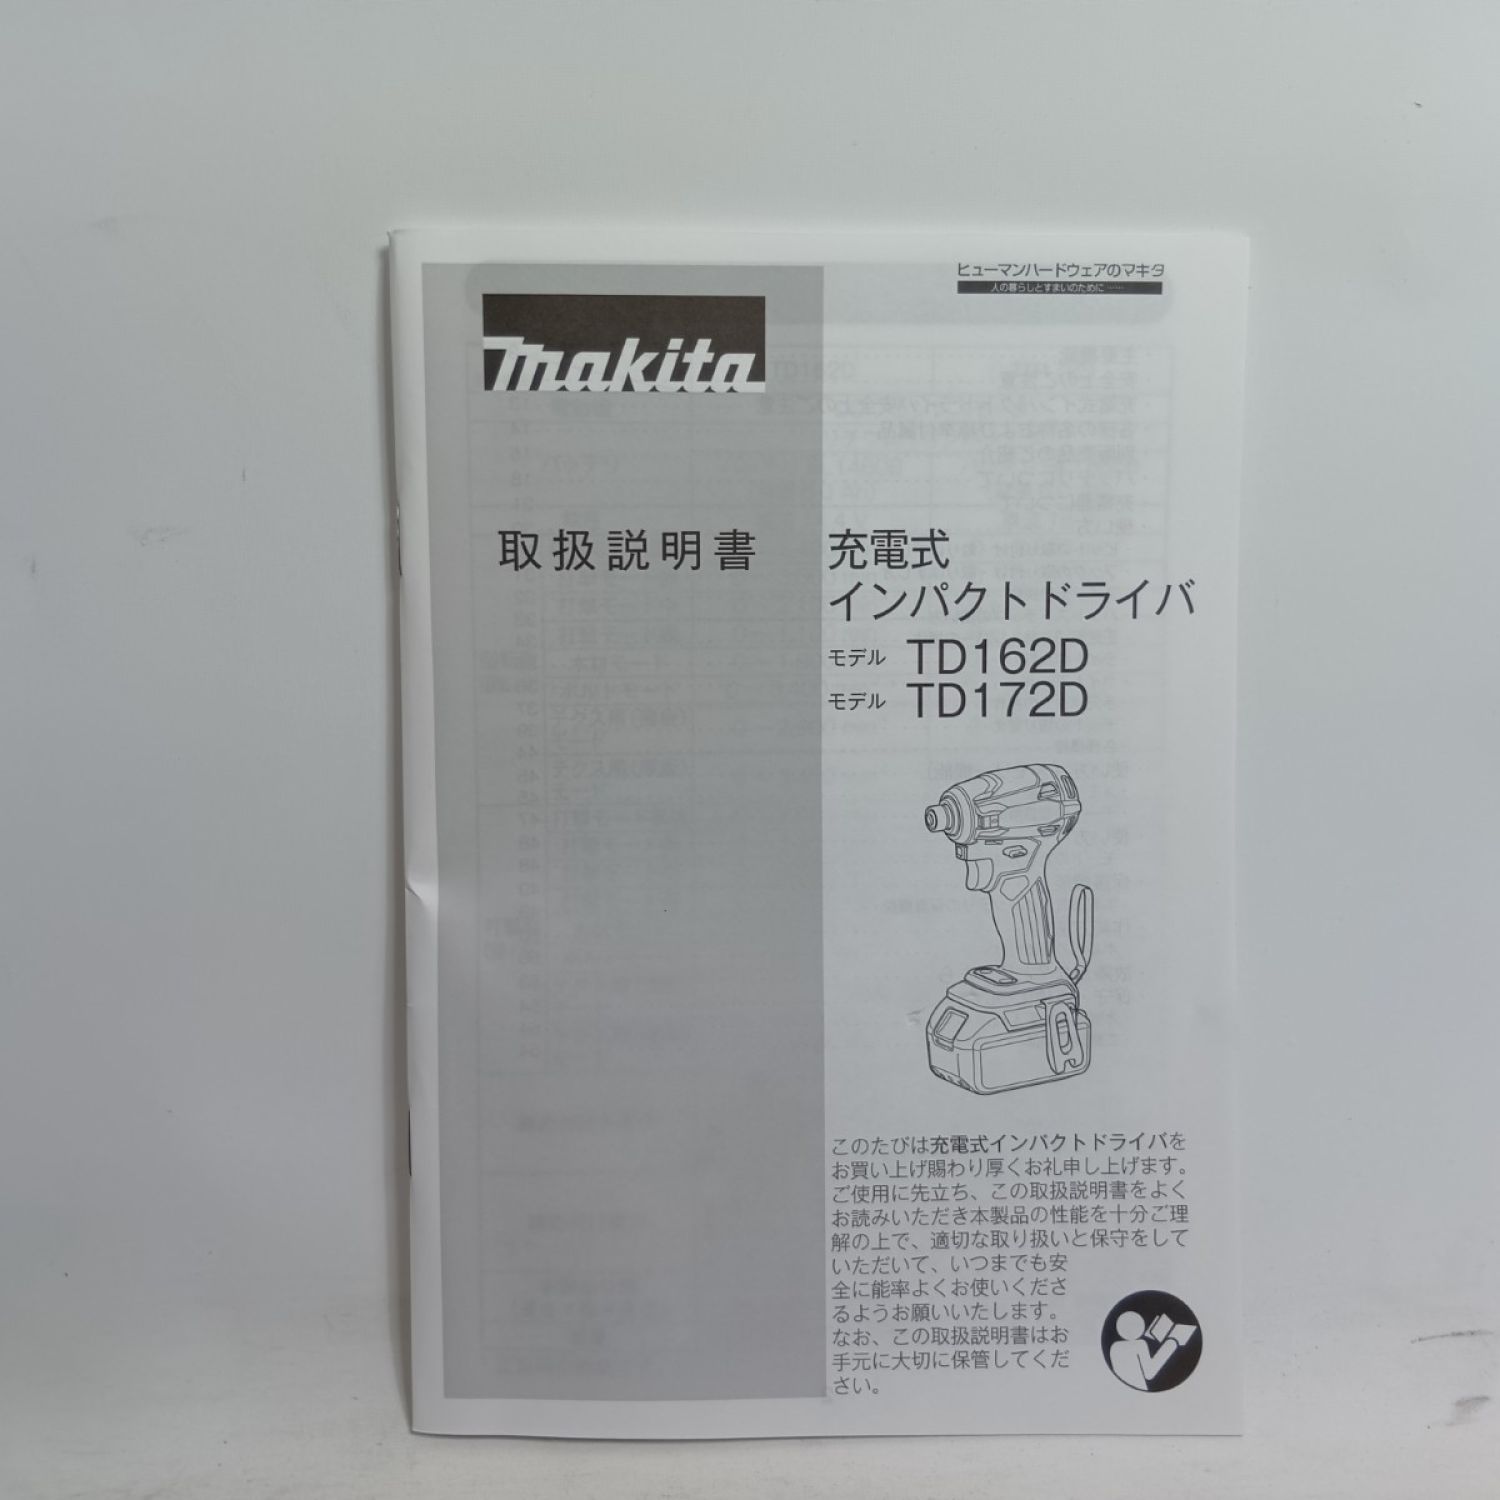 ヒューマンハードウェアのマキタ
人の暮らしとすまいのために……
makita
TD162D
取扱説明書
充電式
インパクトドライバ
モデル TD162D
モデル TD172D
このたびは充電式インパクトドライバを
お買い上げ賜わり厚くお礼申し上げます。
ご使用に先立ち、この取扱説明書をよく
お読みいただき本製品の性能を十分ご理
解の上で、適切な取り扱いと保守をして
いただいて、いつまでも安
全に能率よくお使いくださ
るようお願いいたします。
なお、この取扱説明書はお
手元に大切に保管してくだ
さい。